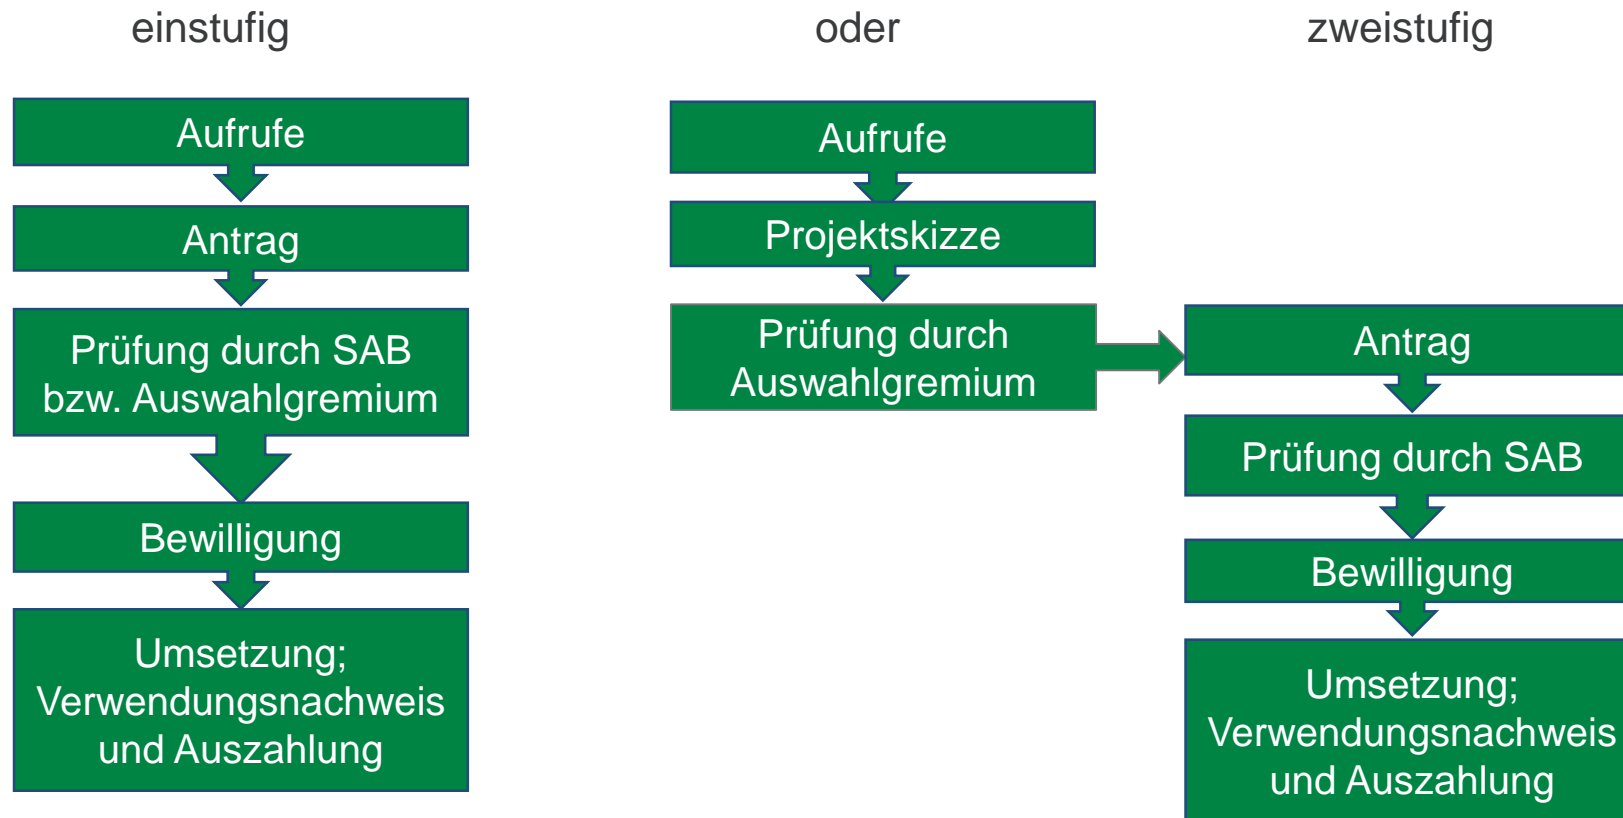 einstufig
oder
zweistufig
Aufrufe
Antrag
Prüfung durch SAB
bzw. Auswahlgremium
Bewilligung
Umsetzung;
Verwendungsnachweis
und Auszahlung
Aufrufe
Projektskizze
Prüfung durch
Auswahlgremium
Antrag
Prüfung durch SAB
Bewilligung
Umsetzung;
Verwendungsnachweis
und Auszahlung